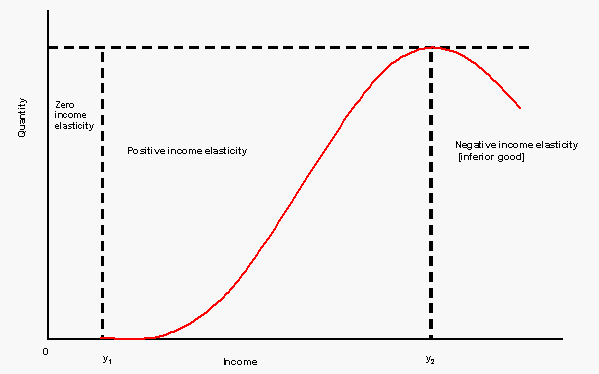 Zero
income
elasticity
Quantity
Positive income elasticity
Negative income elasticity
[inferior good]
0
y1
Income
y2